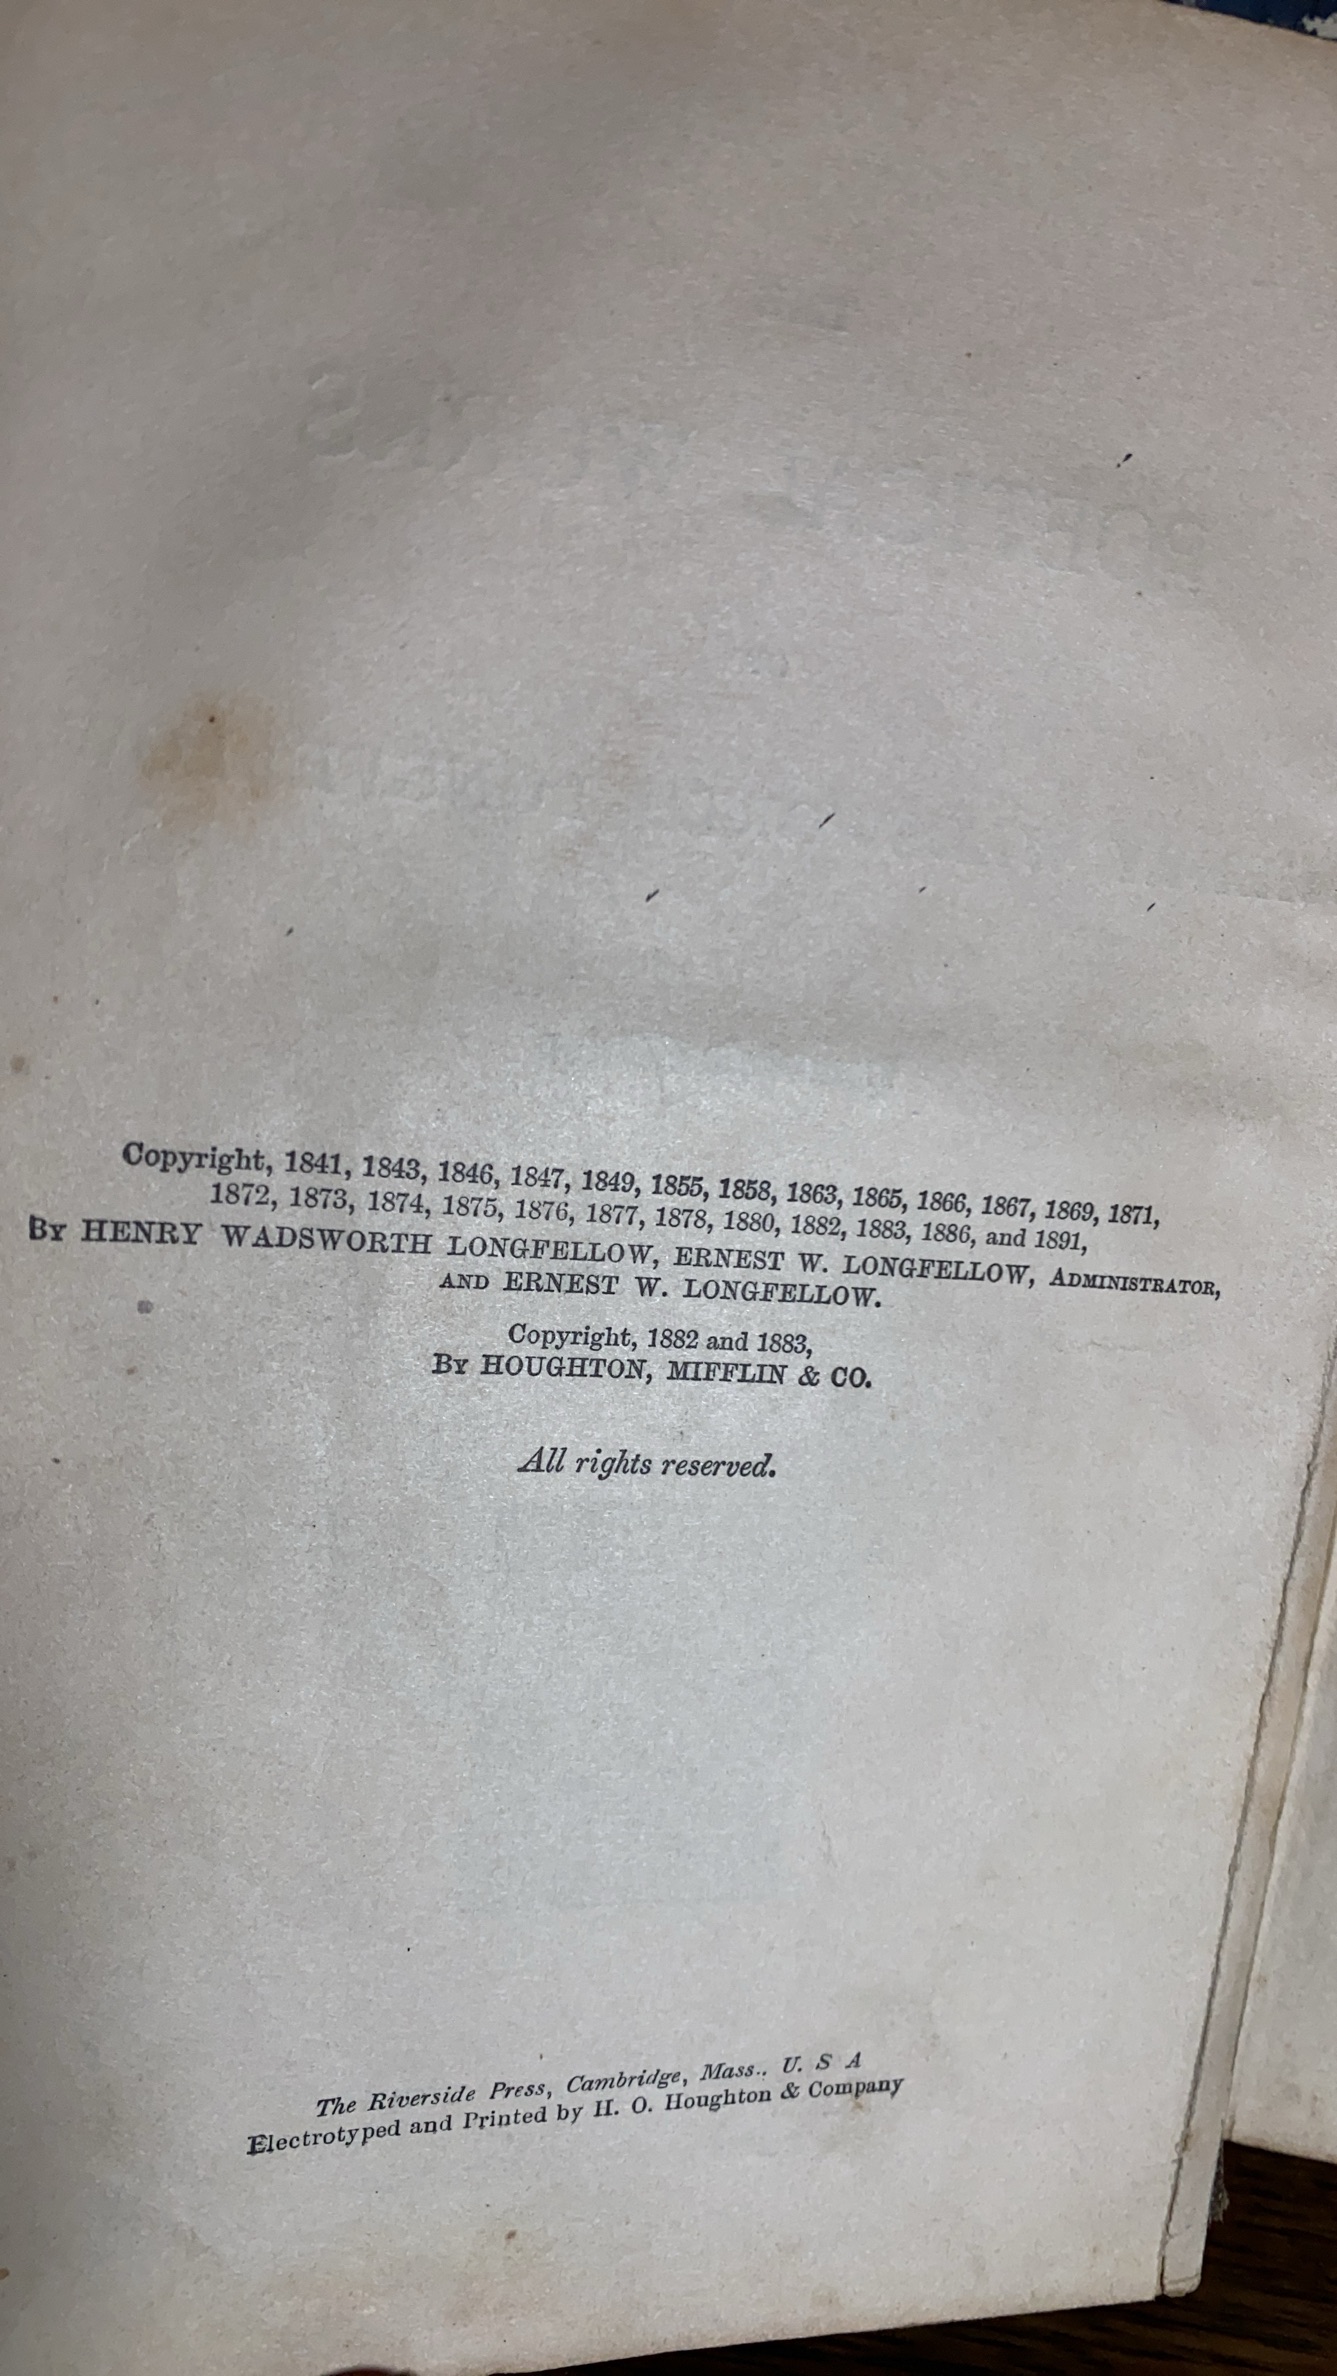 Copyright, 1841, 1843, 1846, 1847, 1849, 1855, 1858, 1863, 1865, 1866, 1867, 1869, 1871,
1872, 1873, 1874, 1875, 1876, 1877, 1878, 1880, 1882, 1883, 1886, and 1891,
By HENRY WADSWORTH LONGFELLOW, ERNEST W. LONGFELLOW, ADMINISTRATOR,
AND ERNEST W. LONGFELLOW.
Copyright, 1882 and 1883,
By HOUGHTON, MIFFLIN & CO.
All rights reserved.
The Riverside Press, Cambridge, Mass., U. S A
Electrotyped and Printed by H. O. Houghton & Company